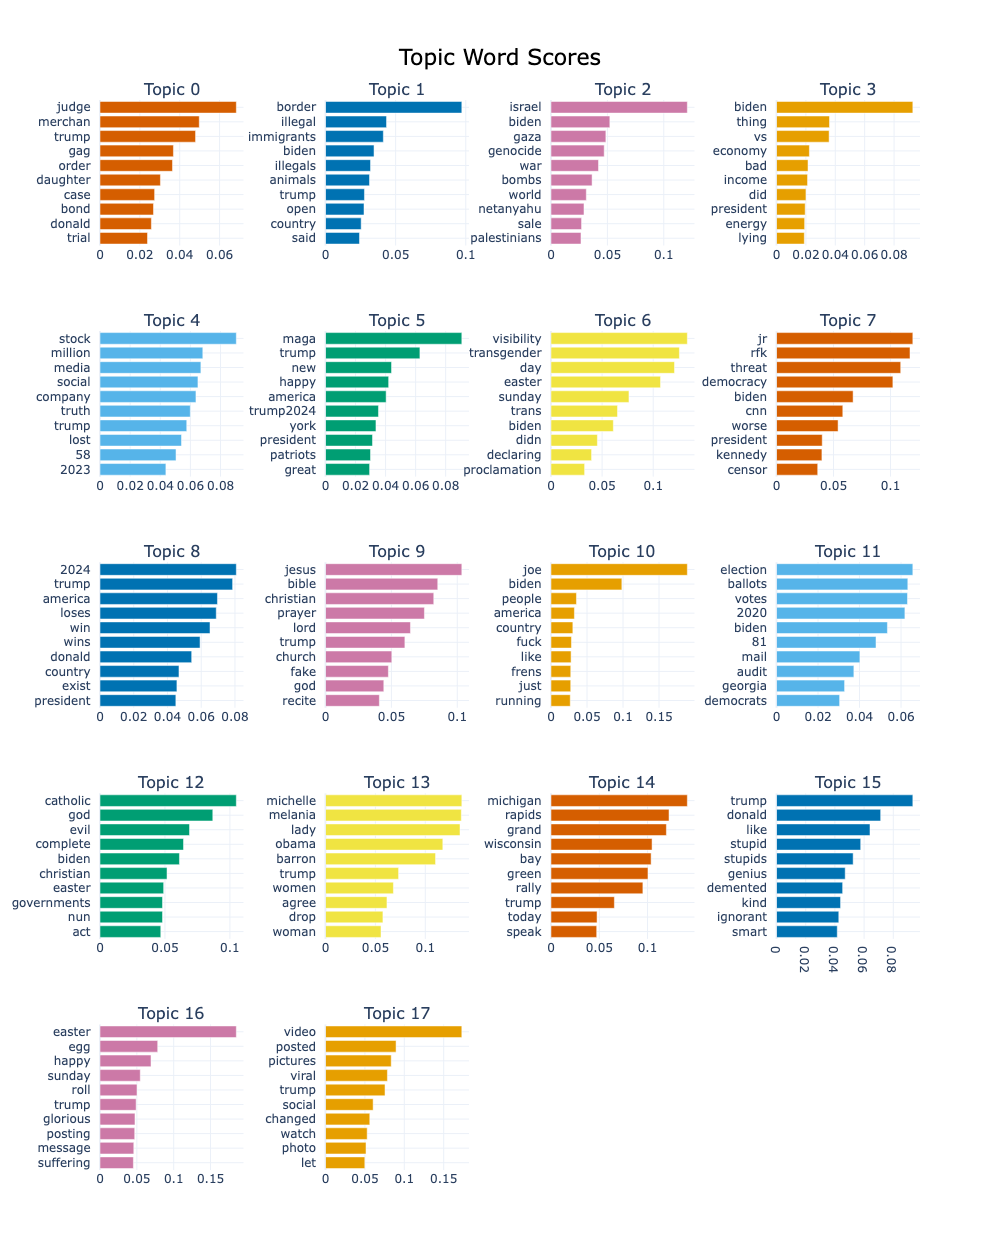 Topic Word Scores
Topic 0
judge
merchan
trump
gag
order
daughter
case
bond
donald
trial
0 0.02 0.04 0.06
Topic 1
border
illegal
immigrants
biden
illegals
animals
trump
open
country
said
0 0.05 0.1
Topic 2
israel
biden
gaza
genocide
war
bombs
world
netanyahu
sale
palestinians
0 0.05 0.1
Topic 3
biden
thing
vs
economy
bad
income
did
president
energy
lying
0 0.02 0.04 0.06 0.08
Topic 4
stock
million
media
social
company
truth
trump
lost
58
2023
0 0.02 0.04 0.06 0.08
Topic 5
maga
trump
new
happy
america
trump2024
york
president
patriots
great
0 0.02 0.04 0.06 0.08
Topic 6
visibility
transgender
day
easter
sunday
trans
biden
didn
declaring
proclamation
0 0.05 0.1
Topic 7
jr
rfk
threat
democracy
biden
cnn
worse
president
kennedy
censor
0 0.05 0.1
Topic 8
2024
trump
america
loses
win
wins
donald
country
exist
president
0 0.02 0.04 0.06 0.08
Topic 9
jesus
bible
christian
prayer
lord
trump
church
fake
god
recite
0 0.05 0.1
Topic 10
joe
biden
people
america
country
fuck
like
frens
just
running
0 0.05 0.1 0.15
Topic 11
election
ballots
votes
2020
biden
81
mail
audit
georgia
democrats
0 0.02 0.04 0.06
Topic 12
catholic
god
evil
complete
biden
christian
easter
governments
nun
act
0 0.05 0.1
Topic 13
michelle
melania
lady
obama
barron
trump
women
agree
drop
woman
0 0.05 0.1
Topic 14
michigan
rapids
grand
wisconsin
bay
green
rally
trump
today
speak
0 0.05 0.1
Topic 15
trump
donald
like
stupid
stupids
genius
demented
kind
ignorant
smart
0 0.02 0.04 0.06 0.08
Topic 16
easter
egg
happy
sunday
roll
trump
glorious
posting
message
suffering
0 0.05 0.1 0.15
Topic 17
video
posted
pictures
viral
trump
social
changed
watch
photo
let
0 0.05 0.1 0.15